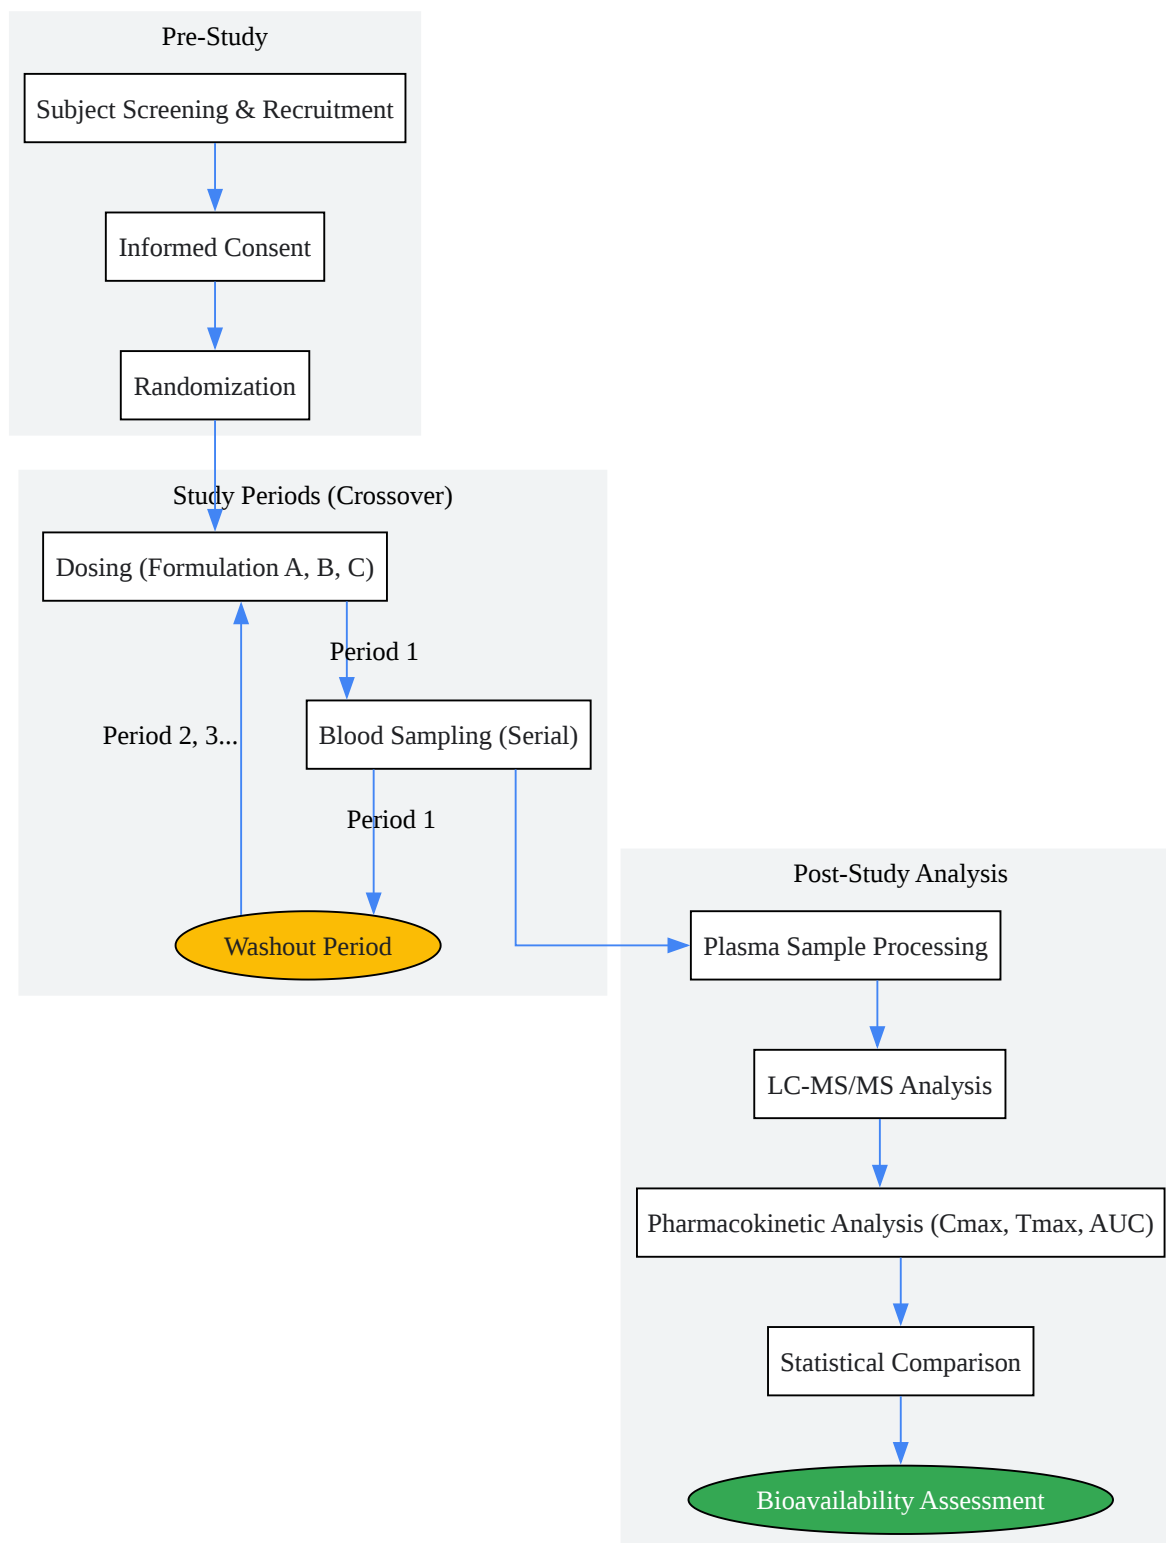 Pre-Study
Subject Screening & Recruitment
Informed Consent
Randomization
Study Periods (Crossover)
Dosing (Formulation A, B, C)
Period 1
Period 2, 3...
Blood Sampling (Serial)
Period 1
Washout Period
Post-Study Analysis
Plasma Sample Processing
LC-MS/MS Analysis
Pharmacokinetic Analysis (Cmax, Tmax, AUC)
Statistical Comparison
Bioavailability Assessment